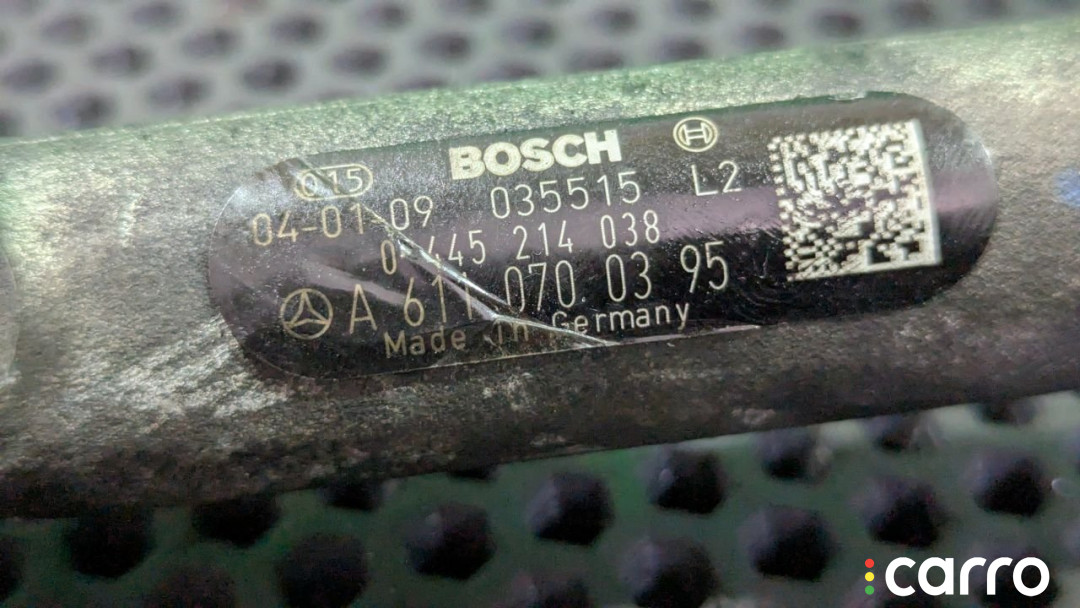 BOSCH
015
04-01-09 035515 L2
0 445 214 038
A 611 070 03 95
Made in Germany
carro